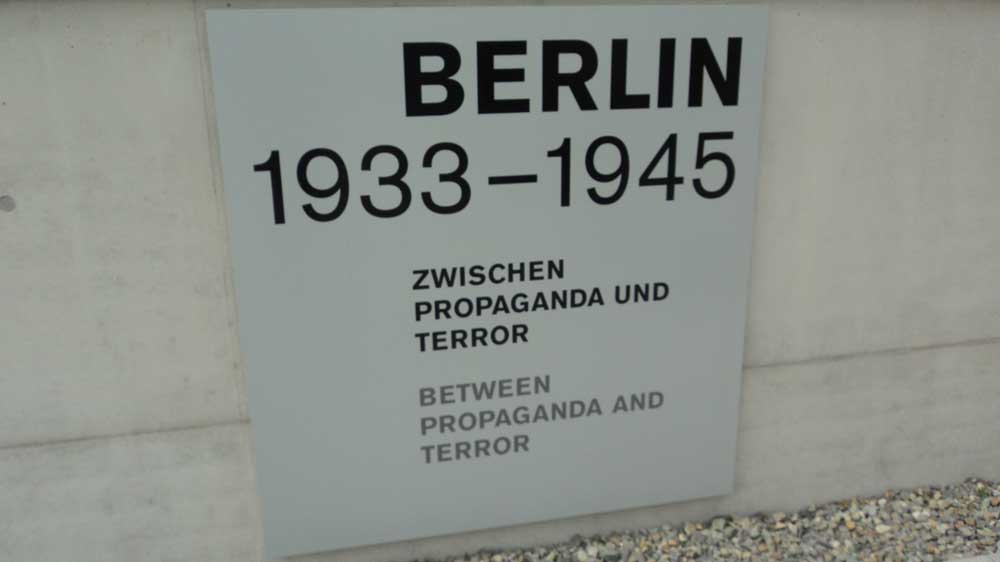 BERLIN
1933–1945
ZWISCHEN
PROPAGANDA UND
TERROR
BETWEEN
PROPAGANDA AND
TERROR